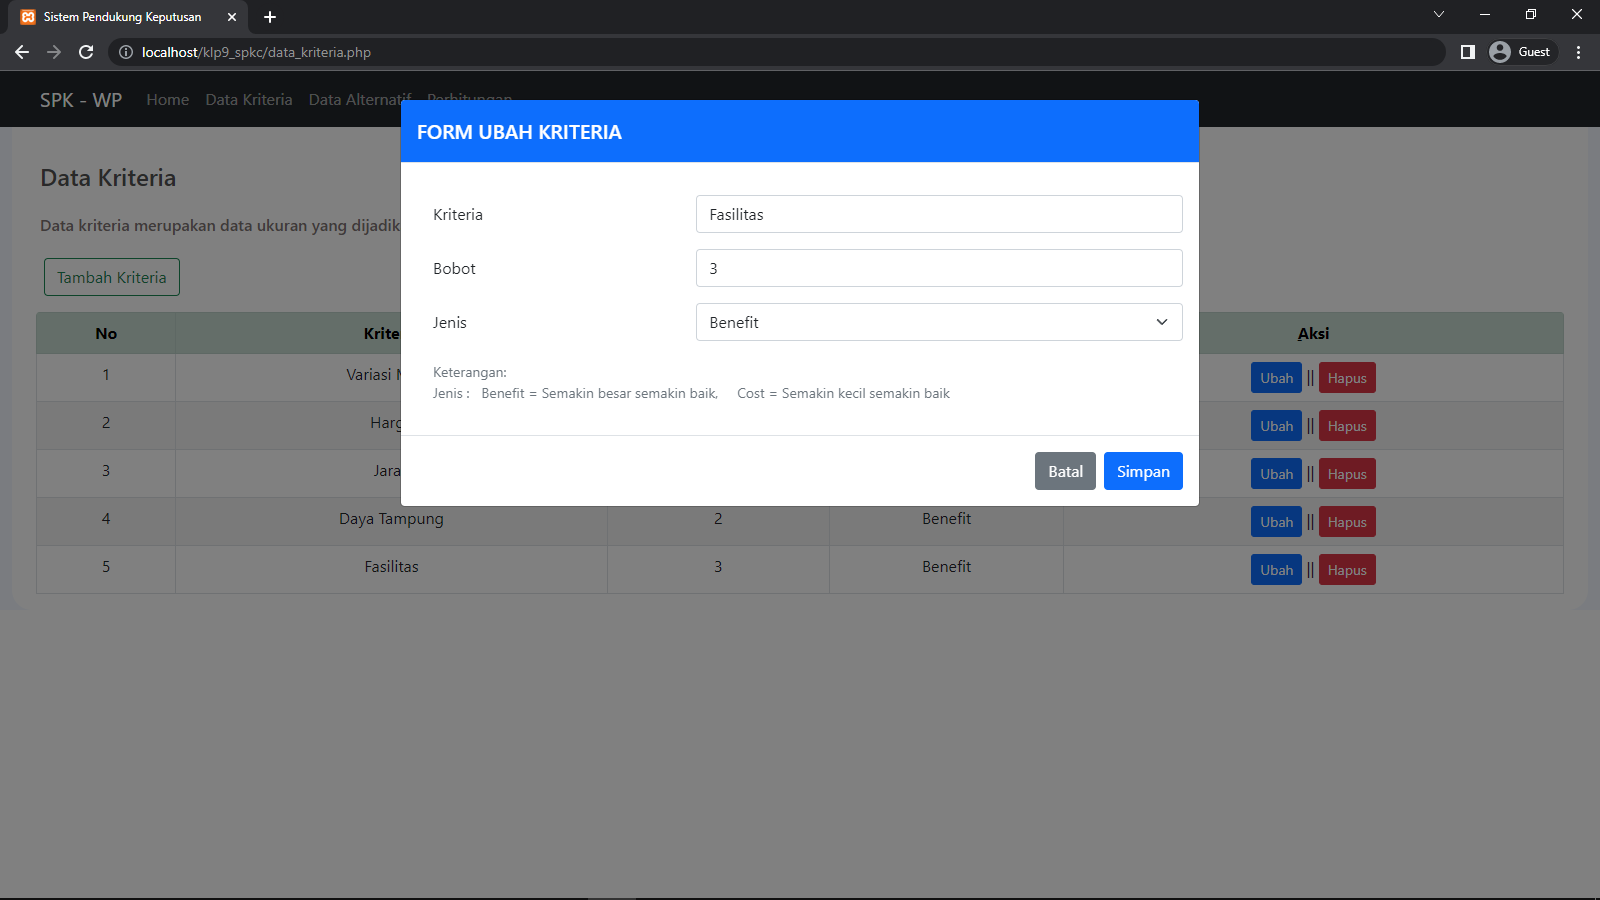 Sistem Pendukung Keputusan
localhost/klp9_spkc/data_kriteria.php
Guest
SPK - WP Home Data Kriteria Data Alternatif Perhitungan
FORM UBAH KRITERIA
Data Kriteria
Kriteria Fasilitas
Data kriteria merupakan data ukuran yang dijadik
Bobot 3
Tambah Kriteria
Jenis Benefit
No Krite Aksi
Keterangan:
Jenis : Benefit = Semakin besar semakin baik, Cost = Semakin kecil semakin baik
1 Variasi Ubah || Hapus
2 Harg Ubah || Hapus
3 Jara Ubah || Hapus
Batal Simpan
4 Daya Tampung 2 Benefit Ubah || Hapus
5 Fasilitas 3 Benefit Ubah || Hapus